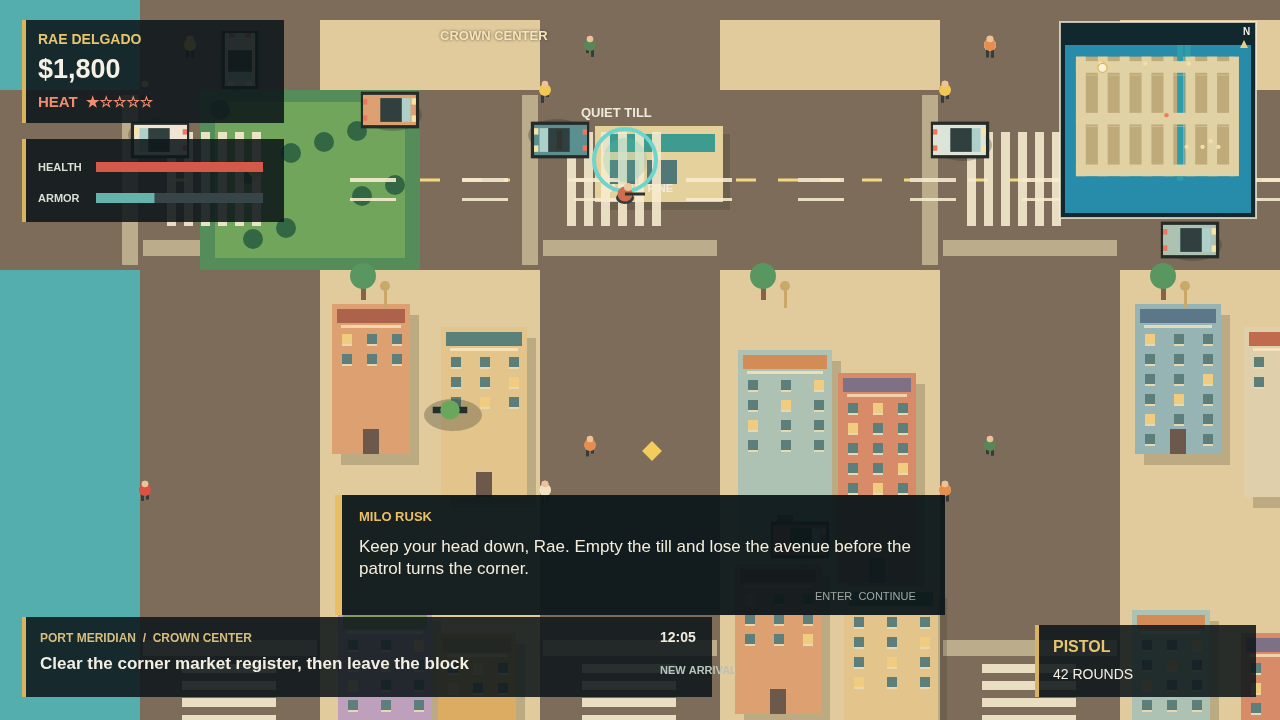 RAE DELGADO
$1,800
HEAT ★☆☆☆☆
HEALTH
ARMOR
CROWN CENTER
QUIET TILL
N
MILO RUSK
Keep your head down, Rae. Empty the till and lose the avenue before the
patrol turns the corner.
ENTER CONTINUE
PORT MERIDIAN / CROWN CENTER
12:05
Clear the corner market register, then leave the block
NEW ARRIVAL
PISTOL
42 ROUNDS